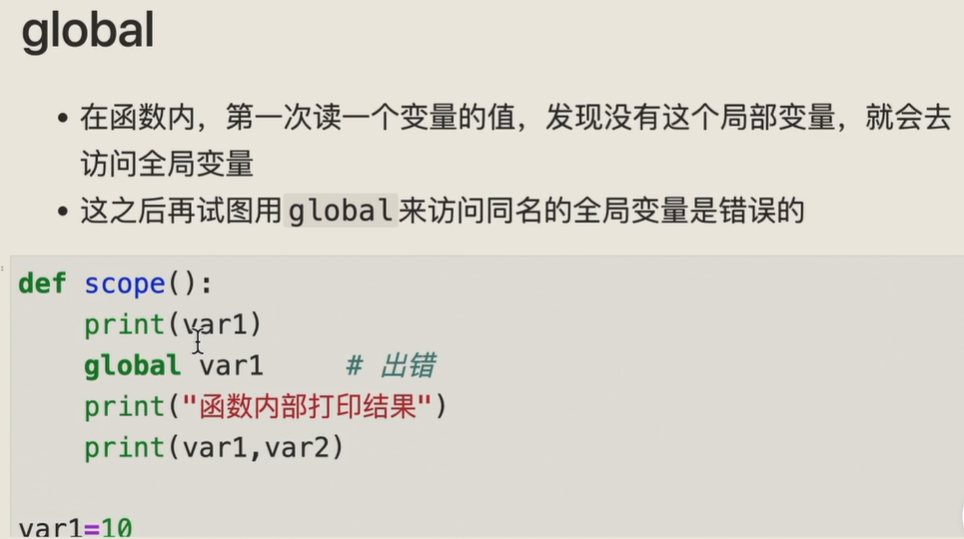 global
在函数内，第一次读一个变量的值，发现没有这个局部变量，就会去
访问全局变量
这之后再试图用global来访问同名的全局变量是错误的
def scope():
    print(var1)
    global var1     # 出错
    print("函数内部打印结果")
    print(var1,var2)
var1=10